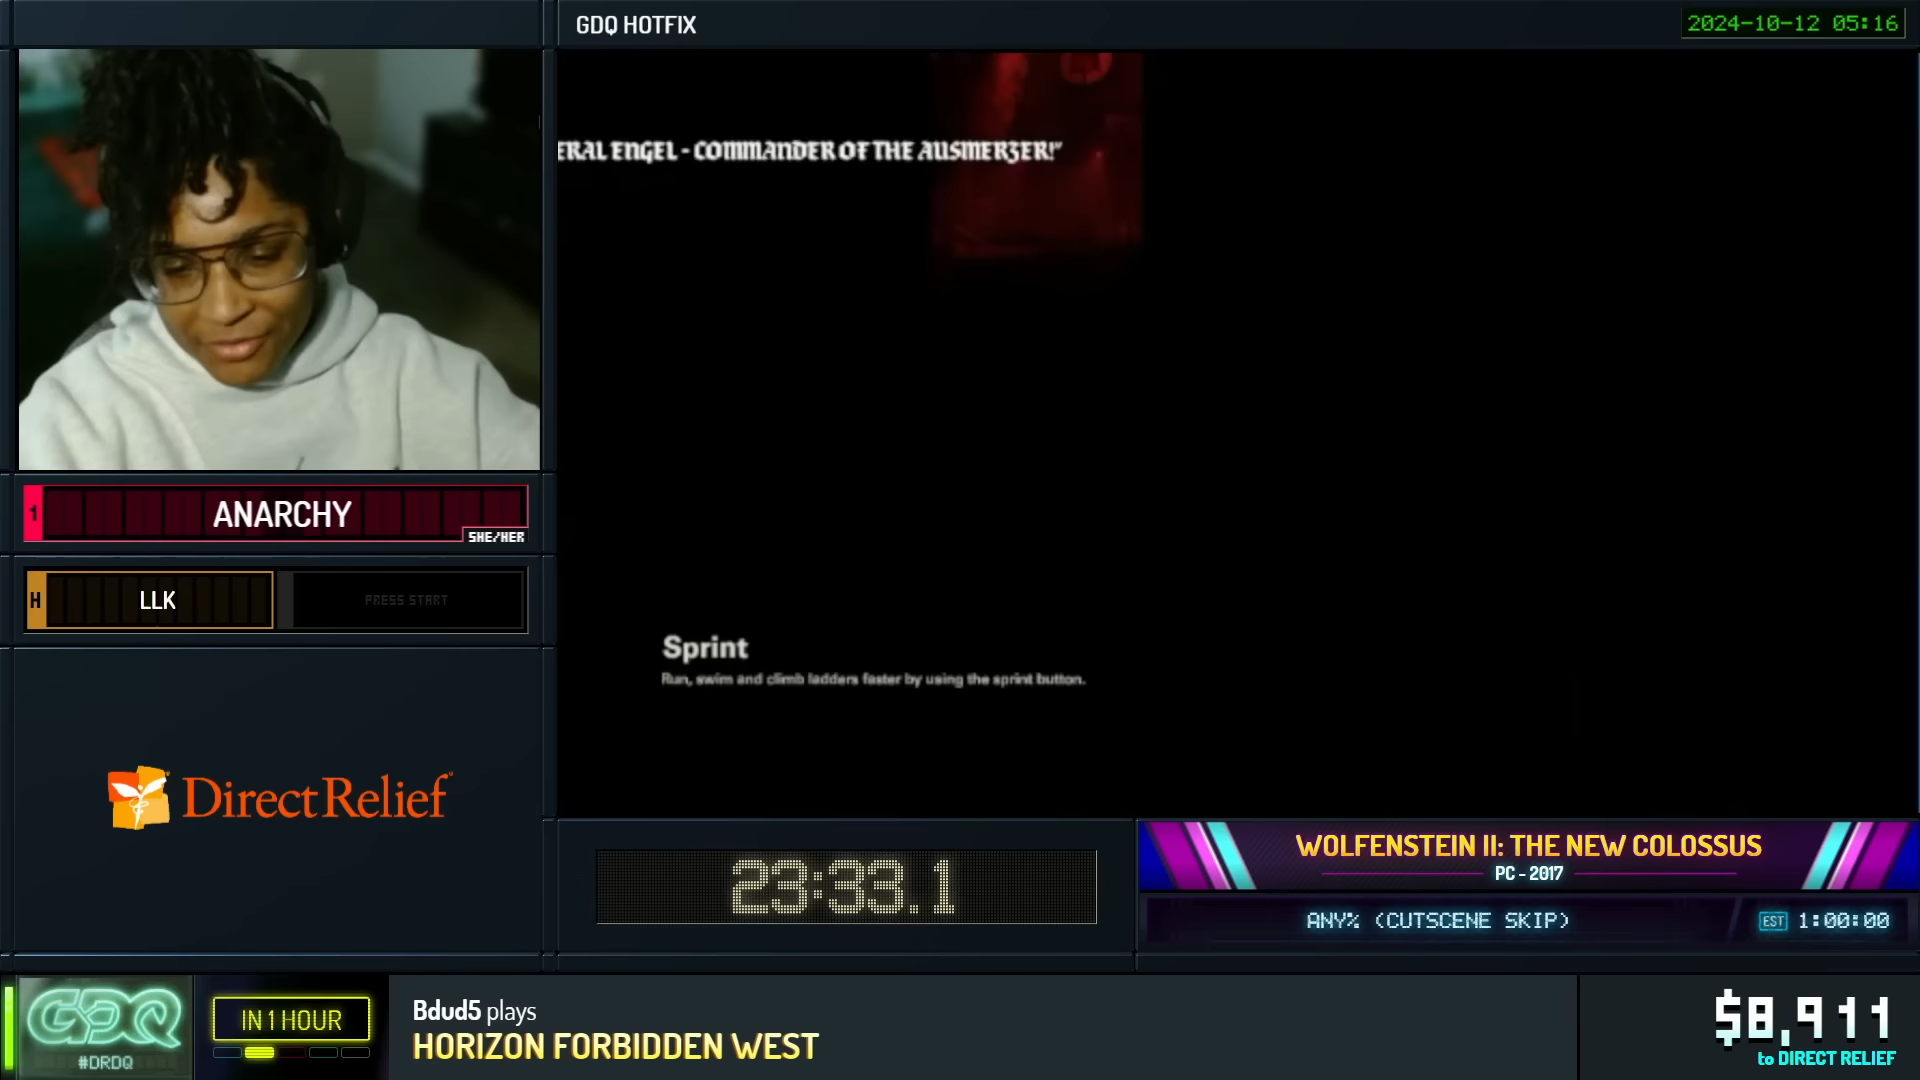 GDQ HOTFIX
2024-10-12 05:16
ERAL ENGEL - COMMANDER OF THE AUSMERZER!"
1
ANARCHY
SHE/HER
H
LLK
PRESS START
Sprint
Run, swim and climb ladders faster by using the sprint button.
DirectRelief
23:33.1
WOLFENSTEIN II: THE NEW COLOSSUS
PC - 2017
ANY% (CUTSCENE SKIP)
EST 1:00:00
GDQ
#DRDQ
IN 1 HOUR
Bdud5 plays
HORIZON FORBIDDEN WEST
$8,911
to DIRECT RELIEF